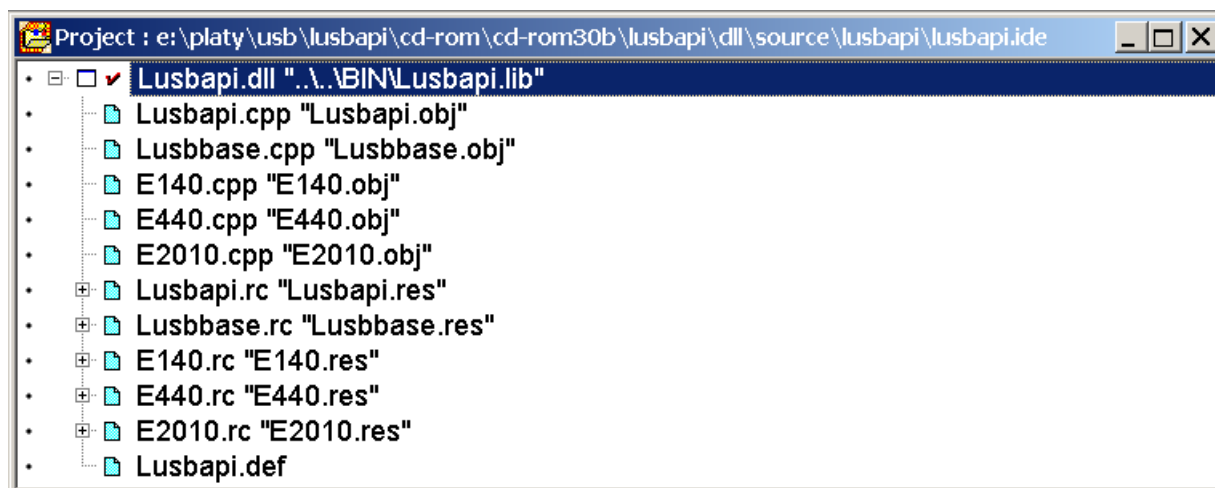 Project : e:\platy\usb\lusbapi\cd-rom\cd-rom30b\lusbapi\dll\source\lusbapi\lusbapi.ide
Lusbapi.dll "..\..\BIN\Lusbapi.lib"
Lusbapi.cpp "Lusbapi.obj"
Lusbbase.cpp "Lusbbase.obj"
E140.cpp "E140.obj"
E440.cpp "E440.obj"
E2010.cpp "E2010.obj"
Lusbapi.rc "Lusbapi.res"
Lusbbase.rc "Lusbbase.res"
E140.rc "E140.res"
E440.rc "E440.res"
E2010.rc "E2010.res"
Lusbapi.def